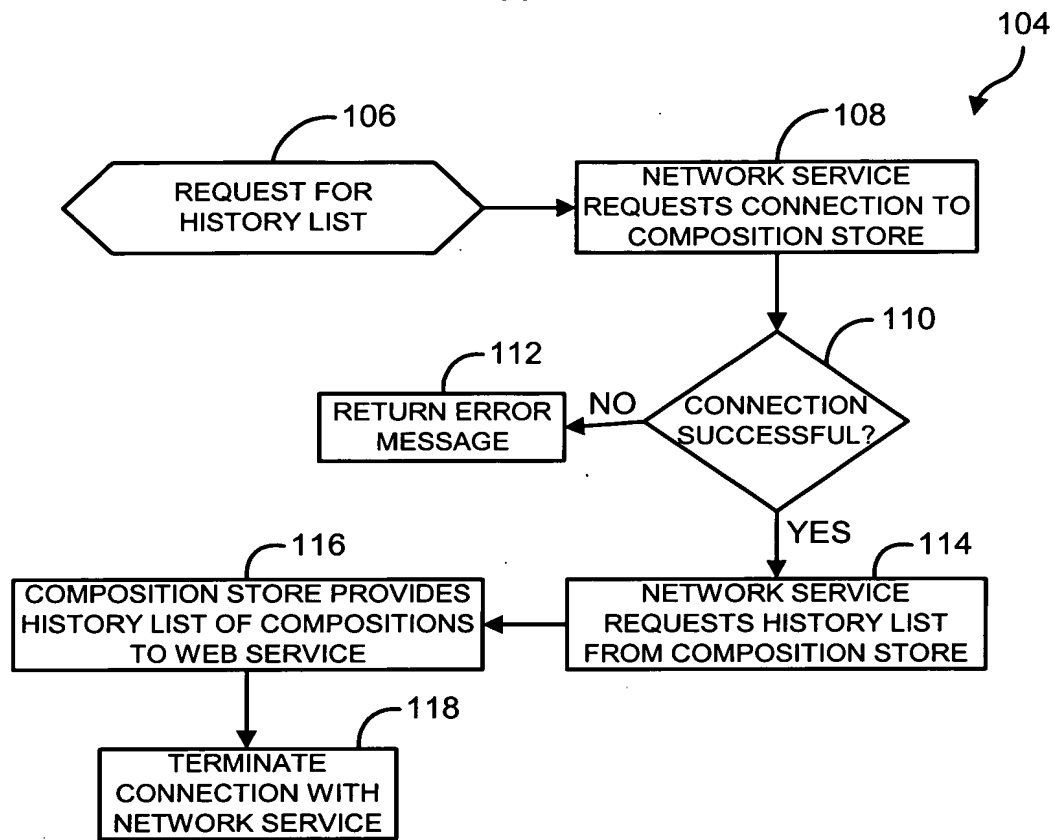 104
106
REQUEST FOR
HISTORY LIST
108
NETWORK SERVICE
REQUESTS CONNECTION TO
COMPOSITION STORE
110
CONNECTION
SUCCESSFUL?
NO
112
RETURN ERROR
MESSAGE
YES
114
NETWORK SERVICE
REQUESTS HISTORY LIST
FROM COMPOSITION STORE
116
COMPOSITION STORE PROVIDES
HISTORY LIST OF COMPOSITIONS
TO WEB SERVICE
118
TERMINATE
CONNECTION WITH
NETWORK SERVICE